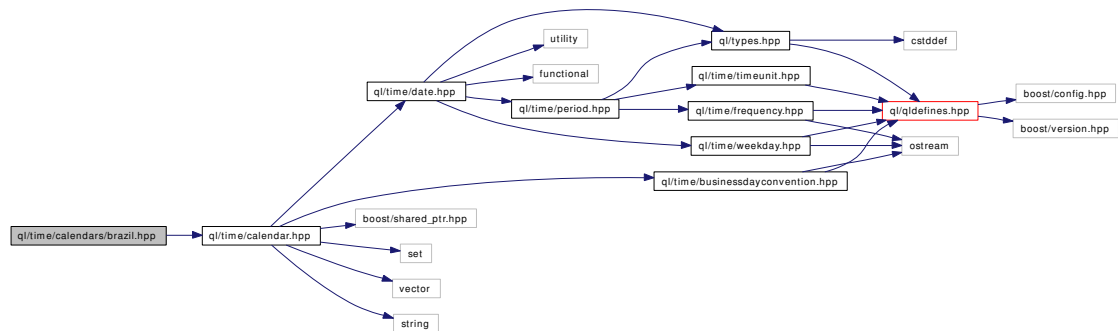 ql/types.hpp
cstddef
utility
functional
ql/time/timeunit.hpp
ql/time/date.hpp
boost/config.hpp
ql/time/period.hpp
ql/time/frequency.hpp
ql/qldefines.hpp
boost/version.hpp
ql/time/weekday.hpp
ostream
ql/time/businessdayconvention.hpp
boost/shared_ptr.hpp
ql/time/calendars/brazil.hpp
ql/time/calendar.hpp
set
vector
string